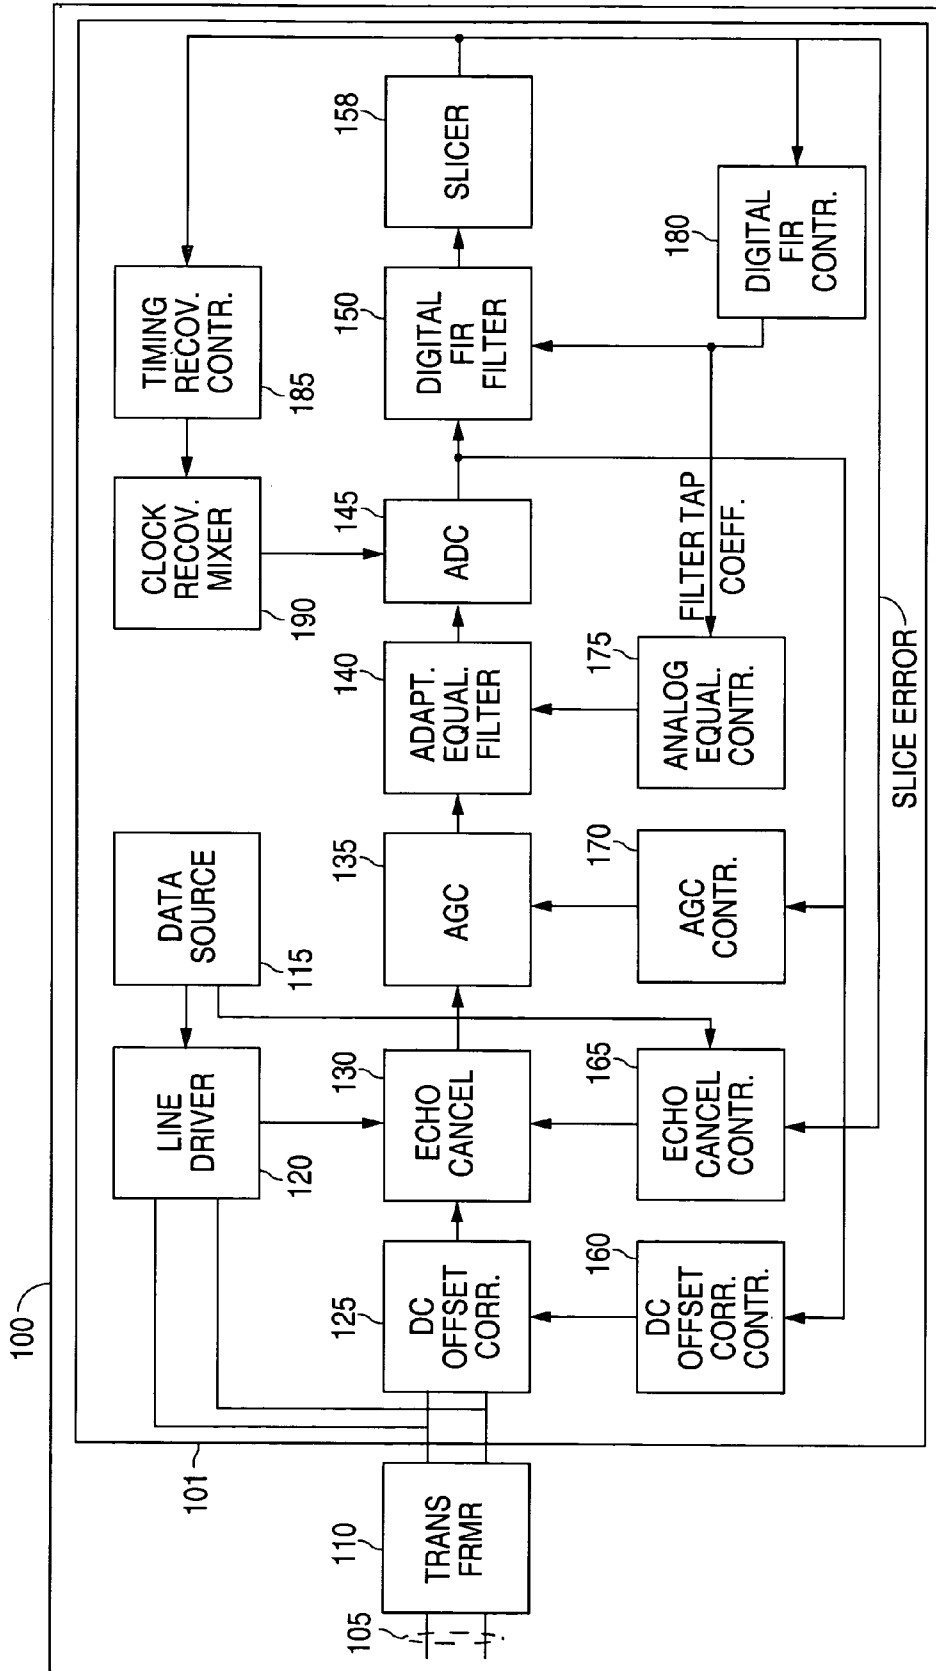 100
101
105
110
TRANS
FRMR
LINE
DRIVER
120
DATA
SOURCE
115
CLOCK
RECOV.
MIXER
190
TIMING
RECOV.
CONTR.
185
125
DC
OFFSET
CORR.
130
ECHO
CANCEL
135
AGC
140
ADAPT.
EQUAL.
FILTER
145
ADC
150
DIGITAL
FIR
FILTER
158
SLICER
160
DC
OFFSET
CORR.
CONTR.
165
ECHO
CANCEL
CONTR.
170
AGC
CONTR.
175
ANALOG
EQUAL.
CONTR.
FILTER TAP
COEFF.
180
DIGITAL
FIR
CONTR.
SLICE ERROR